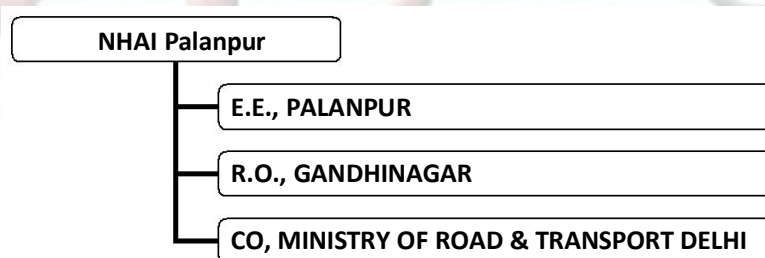 NHAI Palanpur
E.E., PALANPUR
R.O., GANDHINAGAR
CO, MINISTRY OF ROAD & TRANSPORT DELHI